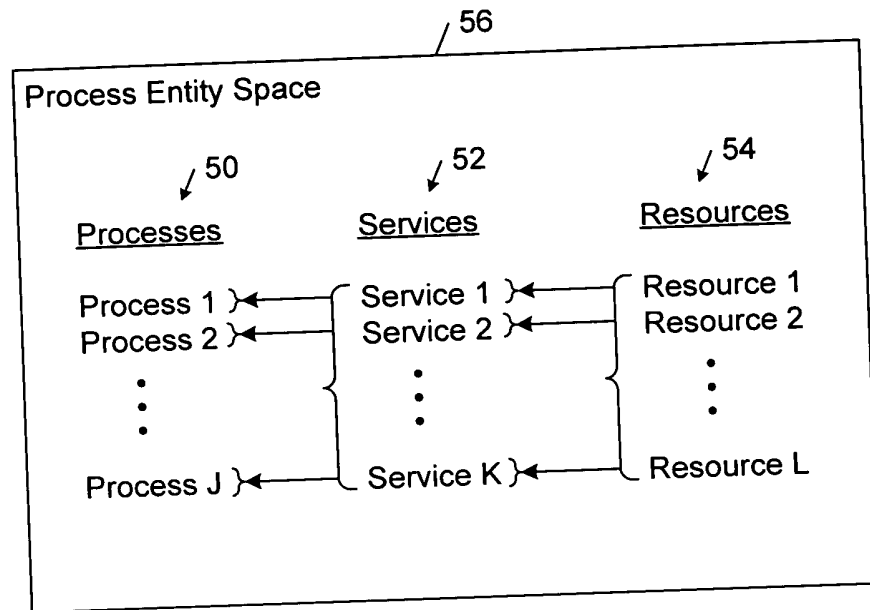 56
Process Entity Space
50
52
54
Processes
Services
Resources
Process 1
Service 1
Resource 1
Process 2
Service 2
Resource 2
Process J
Service K
Resource L